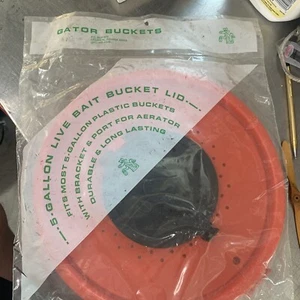 GATOR BUCKETS
5-GALLON LIVE BAIT BUCKET LID
FITS MOST 5-GALLON PLASTIC BUCKETS
WITH BRACKET & PORT FOR AERATOR
DURABLE & LONG LASTING